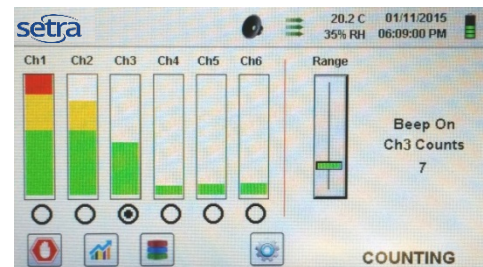 setra
20.2 C 01/11/2015
35% RH 06:09:00 PM
Ch1 Ch2 Ch3 Ch4 Ch5 Ch6 Range
Beep On
Ch3 Counts
7
COUNTING